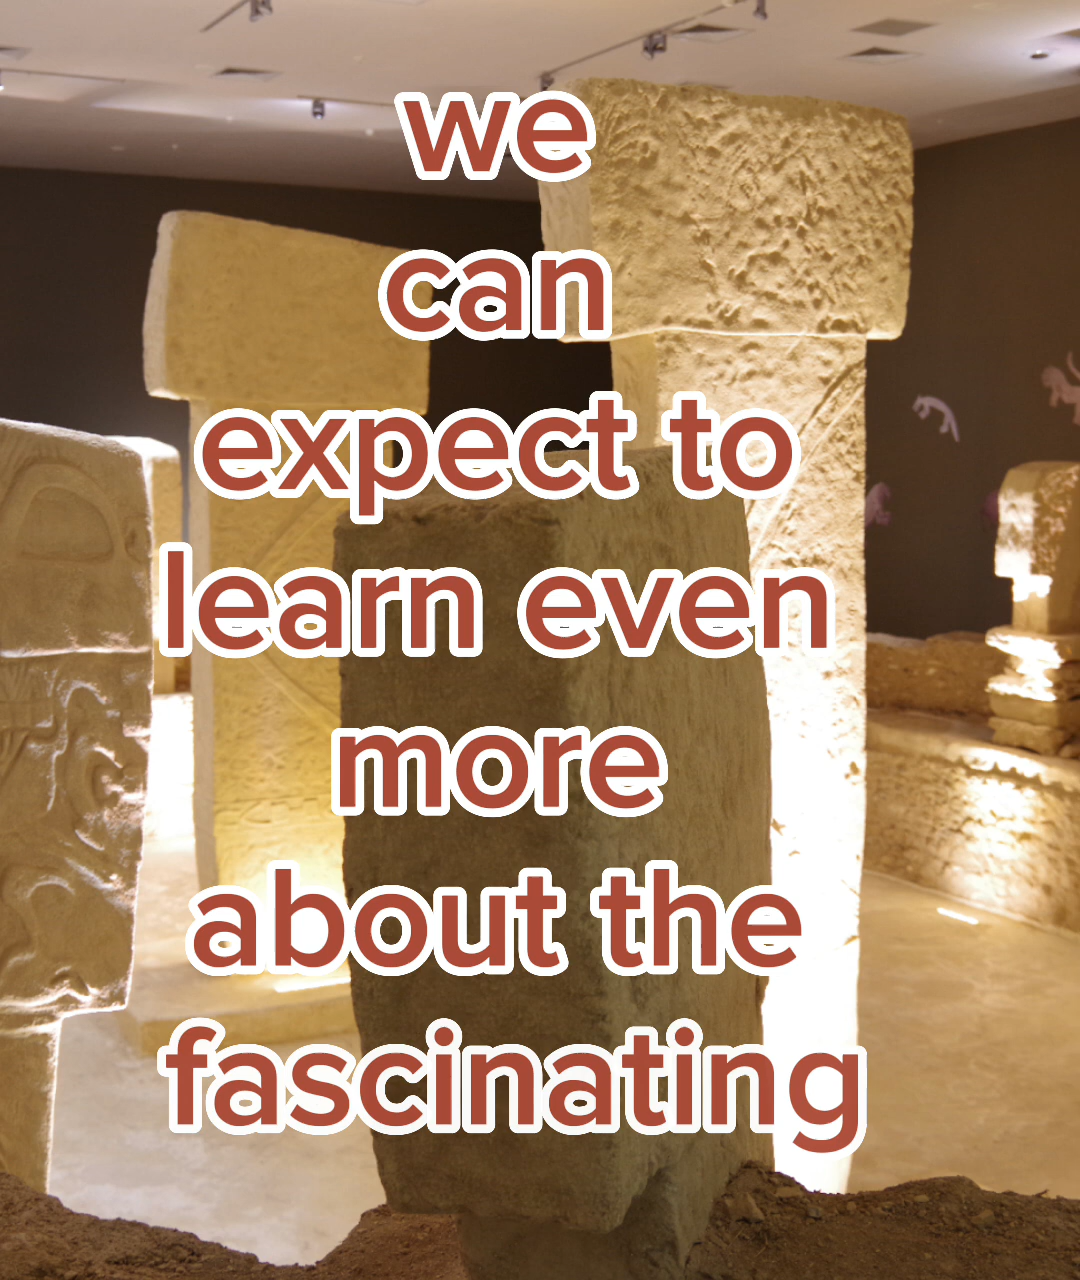 we
can
expect to
learn even
more
about the
fascinating